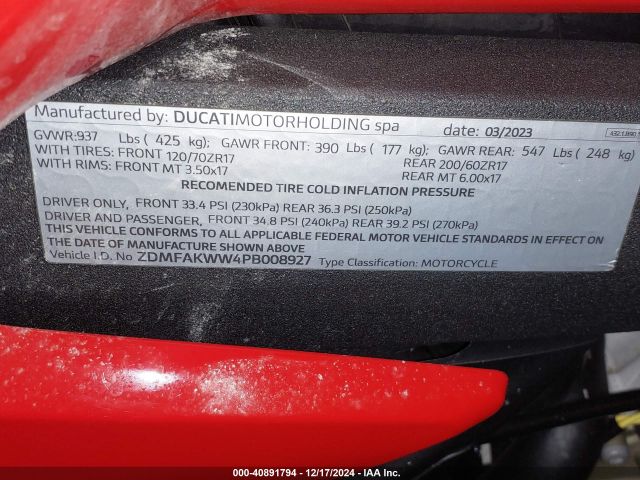 Manufactured by: DUCATIMOTORHOLDING spa date: 03/2023 432.1.890
GVWR:937 Lbs ( 425 kg); GAWR FRONT: 390 Lbs ( 177 kg); GAWR REAR: 547 Lbs ( 248 kg)
WITH TIRES: FRONT 120/70ZR17 REAR 200/60ZR17
WITH RIMS: FRONT MT 3.50x17 REAR MT 6.00x17
RECOMENDED TIRE COLD INFLATION PRESSURE
DRIVER ONLY, FRONT 33.4 PSI (230kPa) REAR 36.3 PSI (250kPa)
DRIVER AND PASSENGER, FRONT 34.8 PSI (240kPa) REAR 39.2 PSI (270kPa)
THIS VEHICLE CONFORMS TO ALL APPLICABLE FEDERAL MOTOR VEHICLE STANDARDS IN EFFECT ON
THE DATE OF MANUFACTURE SHOWN ABOVE
Vehicle I.D. No ZDMFAKWW4PB008927 Type Classification: MOTORCYCLE
000-40891794 - 12/17/2024 - IAA Inc.